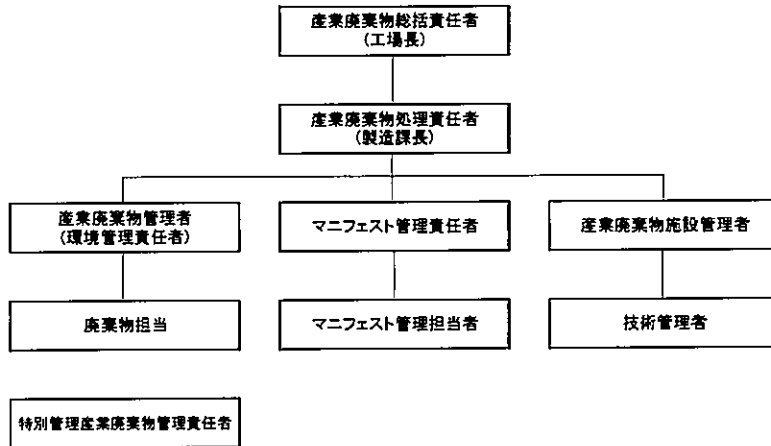 産業廃棄物総括責任者
(工場長)
産業廃棄物処理責任者
(製造課長)
産業廃棄物管理者
(環境管理責任者)
マニフェスト管理責任者
産業廃棄物施設管理者
廃棄物担当
マニフェスト管理担当者
技術管理者
特別管理産業廃棄物管理責任者